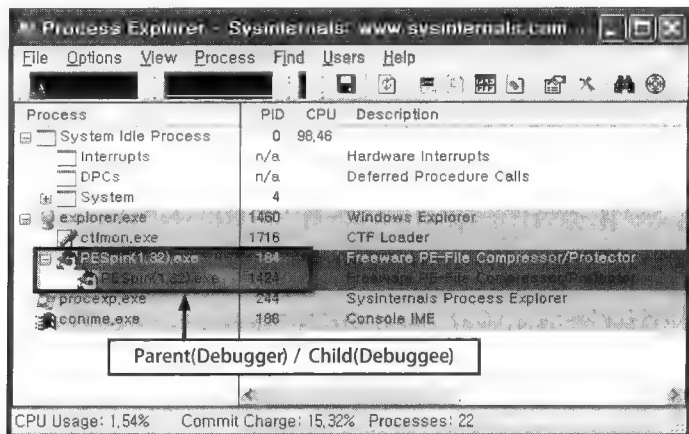 Process Explorer - Sysinternals: www.sysinternals.com
File Options View Process Find Users Help
Process PID CPU Description
System Idle Process 0 98,46
Interrupts n/a Hardware Interrupts
DPCs n/a Deferred Procedure Calls
System 4
explorer,exe 1460 Windows Explorer
ctfmon,exe 1716 CTF Loader
PESpin(1,32),exe 184 Freeware PE-File Compressor/Protector
PESpin(1,32),exe 1424 Freeware PE-File Compressor/Protector
procexp,exe 244 Sysinternals Process Explorer
conime,exe 186 Console IME
Parent(Debugger) / Child(Debuggee)
CPU Usage: 1,54% Commit Charge: 15,32% Processes: 22